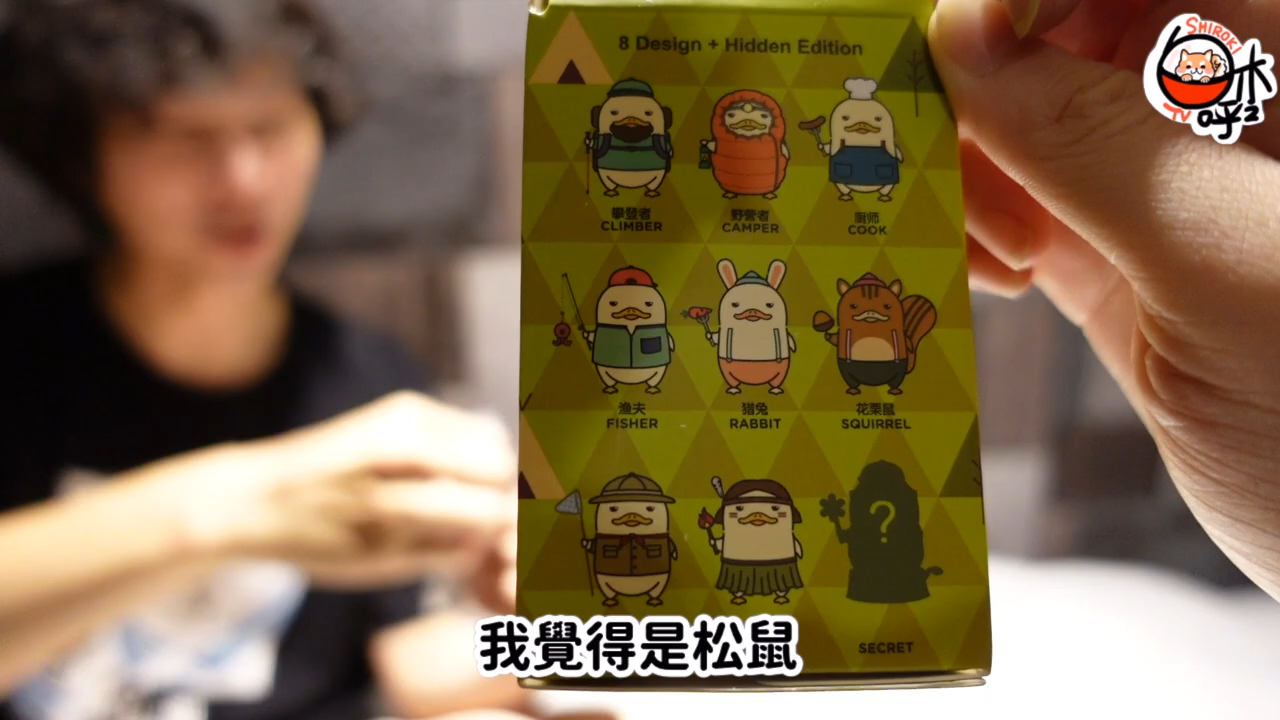 8 Design + Hidden Edition
SHIROKI
TV
攀登者
CLIMBER
野营者
CAMPER
厨师
COOK
渔夫
FISHER
猎兔
RABBIT
花栗鼠
SQUIRREL
?
SECRET
我覺得是松鼠